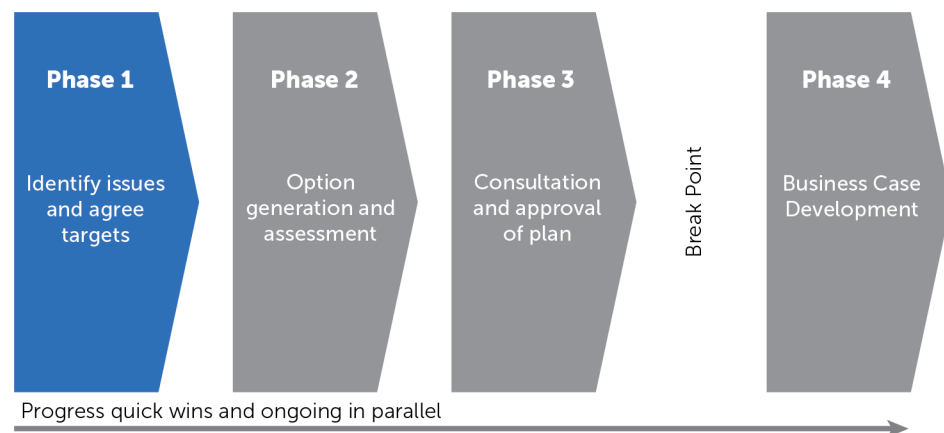 Phase 1
Identify issues
and agree
targets
Phase 2
Option
generation and
assessment
Phase 3
Consultation
and approval
of plan
Break Point
Phase 4
Business Case
Development
Progress quick wins and ongoing in parallel